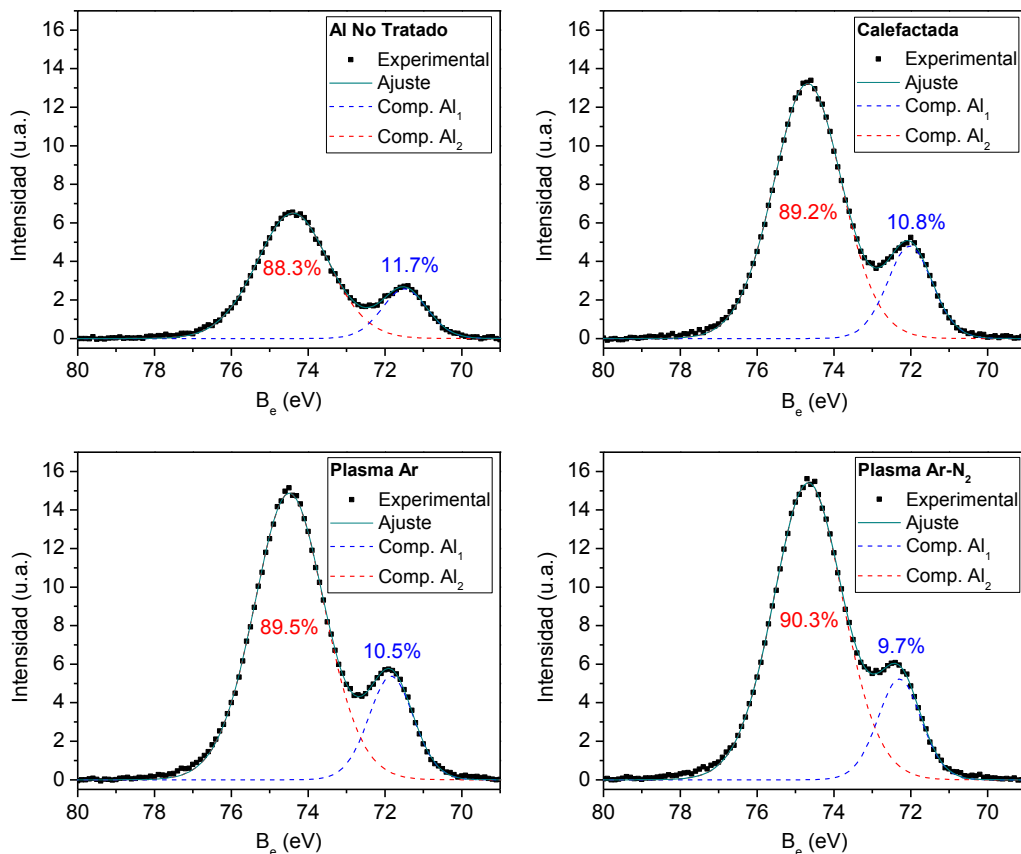 Al No Tratado
Experimental
Ajuste
Comp. Al₁
Comp. Al₂
88.3%
11.7%
Intensidad (u.a.)
16
14
12
10
8
6
4
2
0
80 78 76 74 72 70
Bₑ (eV)
Calefactada
Experimental
Ajuste
Comp. Al₁
Comp. Al₂
89.2%
10.8%
Intensidad (u.a.)
16
14
12
10
8
6
4
2
0
80 78 76 74 72 70
Bₑ (eV)
Plasma Ar
Experimental
Ajuste
Comp. Al₁
Comp. Al₂
89.5%
10.5%
Intensidad (u.a.)
16
14
12
10
8
6
4
2
0
80 78 76 74 72 70
Bₑ (eV)
Plasma Ar-N₂
Experimental
Ajuste
Comp. Al₁
Comp. Al₂
90.3%
9.7%
Intensidad (u.a.)
16
14
12
10
8
6
4
2
0
80 78 76 74 72 70
Bₑ (eV)